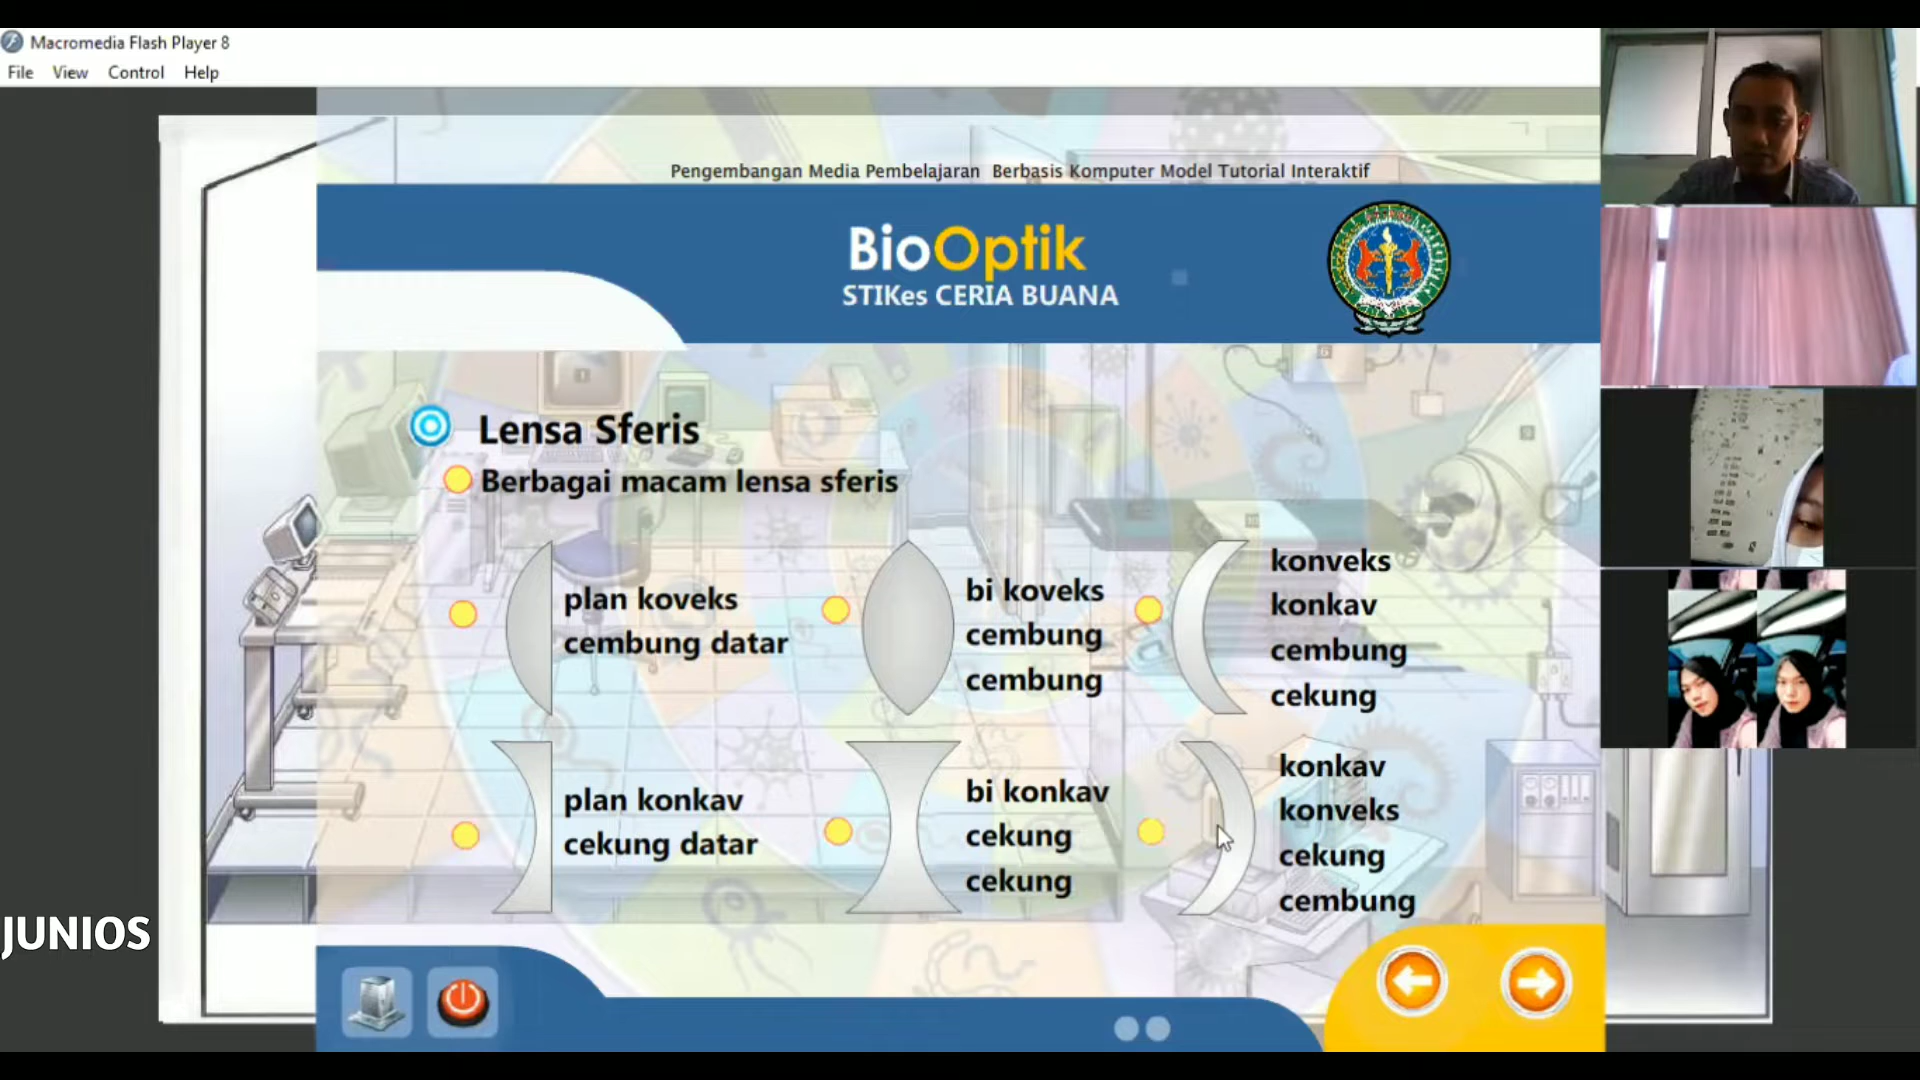 Macromedia Flash Player 8
File View Control Help
Pengembangan Media Pembelajaran Berbasis Komputer Model Tutorial Interaktif
BioOptik
STIKes CERIA BUANA
Lensa Sferis
Berbagai macam lensa sferis
plan koveks
cembung datar
bi koveks
cembung
cembung
konveks
konkav
cembung
cekung
plan konkav
cekung datar
bi konkav
cekung
cekung
konkav
konveks
cekung
cembung
JUNIOS